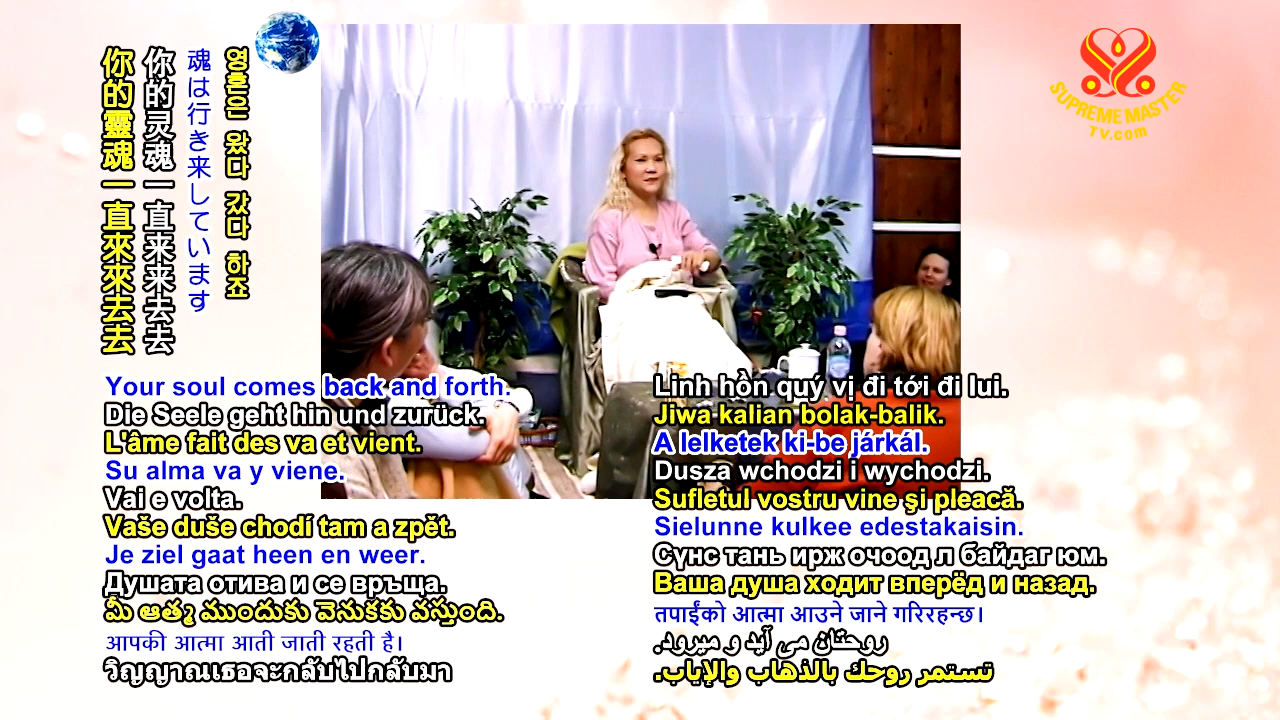 영혼은 왔다 갔다 하죠
魂は行き来しています
你的灵魂一直来来去去
你的靈魂一直來來去去
SUPREME MASTER
TV.com
Your soul comes back and forth.
Die Seele geht hin und zurück.
L'âme fait des va et vient.
Su alma va y viene.
Vai e volta.
Vaše duše chodí tam a zpět.
Je ziel gaat heen en weer.
Душата отива и се връща.
మీ ఆత్మ ముందుకు వెనుకకు వస్తుంది.
आपकी आत्मा आती जाती रहती है।
วิญญาณเธอจะกลับไปกลับมา
Linh hồn quý vị đi tới đi lui.
Jiwa kalian bolak-balik.
A lelketek ki-be járkál.
Dusza wchodzi i wychodzi.
Sufletul vostru vine şi pleacă.
Sielunne kulkee edestakaisin.
Сүнс тань ирж очоод л байдаг юм.
Ваша душа ходит вперёд и назад.
तपाईंको आत्मा आउने जाने गरिरहन्छ।
روحتان می آید و میرود.
تستمر روحك بالذهاب والإياب.